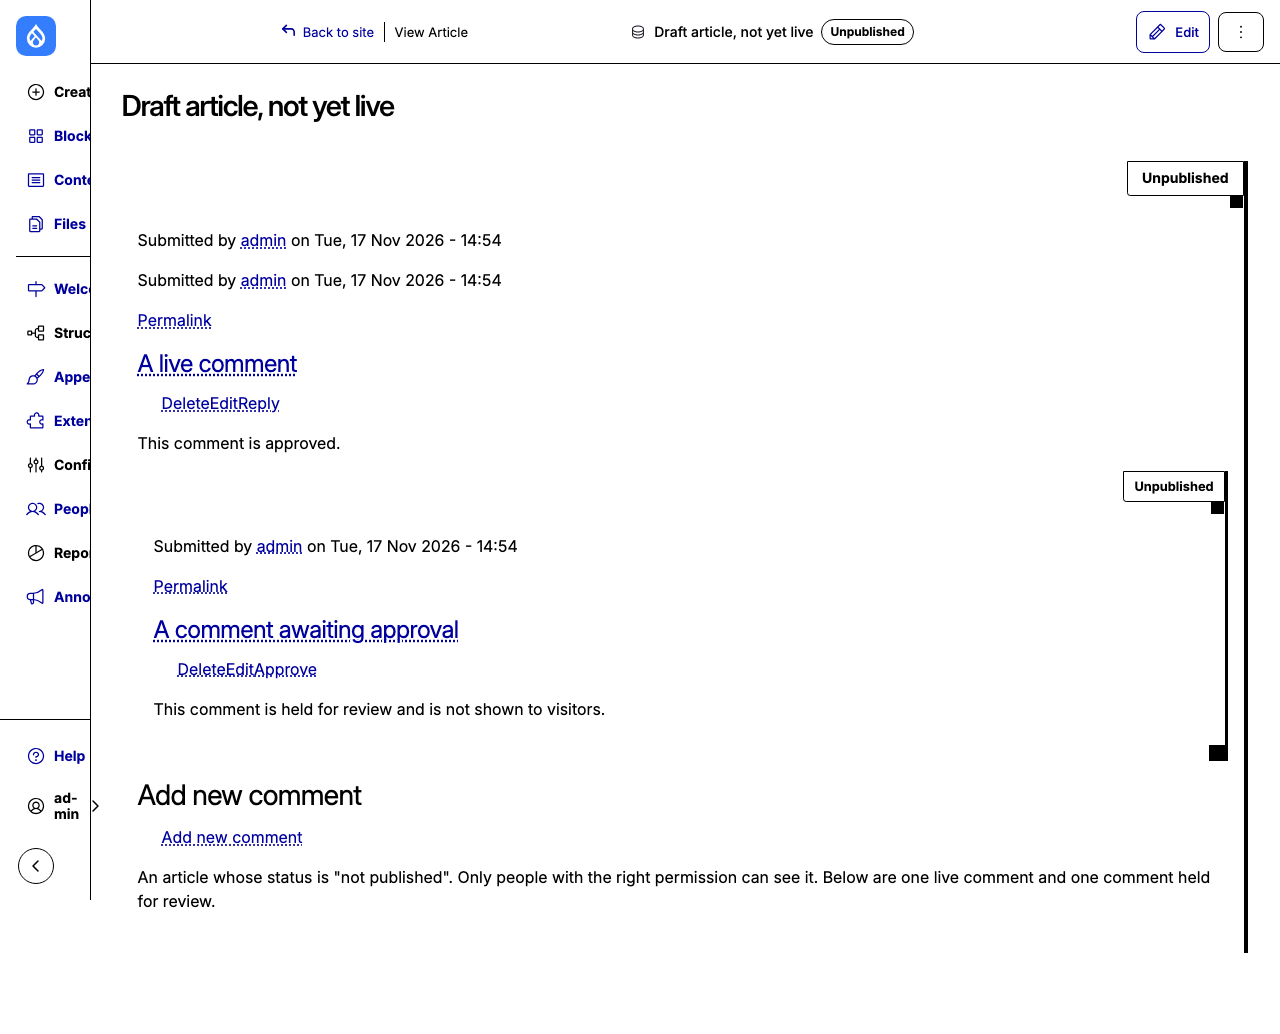 Back to site
View Article
Draft article, not yet live
Unpublished
Edit
Creat
Block
Conte
Files
Welco
Struc
Appe
Exten
Confi
Peopl
Repor
Anno
Help
ad-
min
Draft article, not yet live
Unpublished
Submitted by admin on Tue, 17 Nov 2026 - 14:54
Submitted by admin on Tue, 17 Nov 2026 - 14:54
Permalink
A live comment
DeleteEditReply
This comment is approved.
Unpublished
Submitted by admin on Tue, 17 Nov 2026 - 14:54
Permalink
A comment awaiting approval
DeleteEditApprove
This comment is held for review and is not shown to visitors.
Add new comment
Add new comment
An article whose status is "not published". Only people with the right permission can see it. Below are one live comment and one comment held
for review.